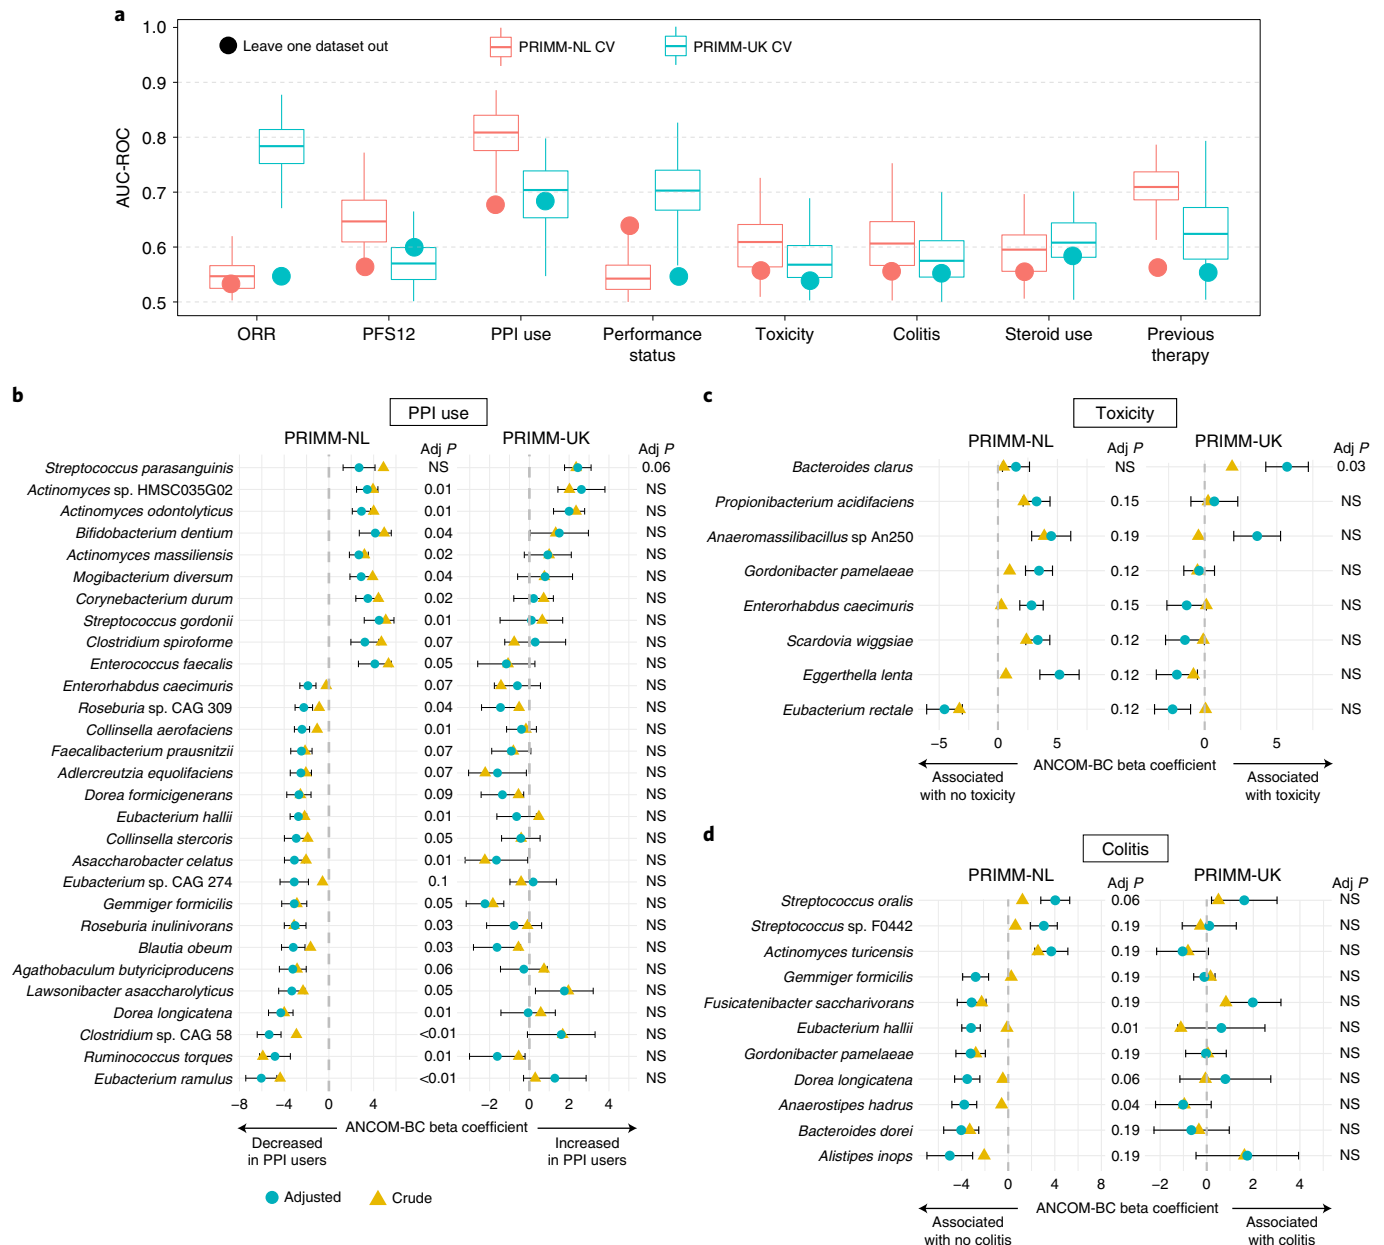 a
1.0
0.9
0.8
0.7
0.6
0.5
AUC-ROC
Leave one dataset out
PRIMM-NL CV
PRIMM-UK CV
ORR
PFS12
PPI use
Performance
status
Toxicity
Colitis
Steroid use
Previous
therapy
b
PPI use
PRIMM-NL
Adj P
PRIMM-UK
Adj P
Streptococcus parasanguinis NS 0.06
Actinomyces sp. HMSC035G02 0.01 NS
Actinomyces odontolyticus 0.01 NS
Bifidobacterium dentium 0.04 NS
Actinomyces massiliensis 0.02 NS
Mogibacterium diversum 0.04 NS
Corynebacterium durum 0.02 NS
Streptococcus gordonii 0.01 NS
Clostridium spiroforme 0.07 NS
Enterococcus faecalis 0.05 NS
Enterorhabdus caecimuris 0.07 NS
Roseburia sp. CAG 309 0.04 NS
Collinsella aerofaciens 0.01 NS
Faecalibacterium prausnitzii 0.07 NS
Adlercreutzia equolifaciens 0.07 NS
Dorea formicigenerans 0.09 NS
Eubacterium hallii 0.01 NS
Collinsella stercoris 0.05 NS
Asaccharobacter celatus 0.01 NS
Eubacterium sp. CAG 274 0.1 NS
Gemmiger formicilis 0.05 NS
Roseburia inulinivorans 0.03 NS
Blautia obeum 0.03 NS
Agathobaculum butyriciproducens 0.06 NS
Lawsonibacter asaccharolyticus 0.05 NS
Dorea longicatena 0.01 NS
Clostridium sp. CAG 58 <0.01 NS
Ruminococcus torques 0.01 NS
Eubacterium ramulus <0.01 NS
−8 −4 0 4 −2 0 2 4 6
ANCOM-BC beta coefficient
Decreased
in PPI users
Increased
in PPI users
Adjusted
Crude
c
Toxicity
PRIMM-NL
Adj P
PRIMM-UK
Adj P
Bacteroides clarus NS 0.03
Propionibacterium acidifaciens 0.15 NS
Anaeromassilibacillus sp An250 0.19 NS
Gordonibacter pamelaeae 0.12 NS
Enterorhabdus caecimuris 0.15 NS
Scardovia wiggsiae 0.12 NS
Eggerthella lenta 0.12 NS
Eubacterium rectale 0.12 NS
−5 0 5 0 5
ANCOM-BC beta coefficient
Associated
with no toxicity
Associated
with toxicity
d
Colitis
PRIMM-NL
Adj P
PRIMM-UK
Adj P
Streptococcus oralis 0.06 NS
Streptococcus sp. F0442 0.19 NS
Actinomyces turicensis 0.19 NS
Gemmiger formicilis 0.19 NS
Fusicatenibacter saccharivorans 0.19 NS
Eubacterium hallii 0.01 NS
Gordonibacter pamelaeae 0.19 NS
Dorea longicatena 0.06 NS
Anaerostipes hadrus 0.04 NS
Bacteroides dorei 0.19 NS
Alistipes inops 0.19 NS
−4 0 4 8 −2 0 2 4
ANCOM-BC beta coefficient
Associated
with no colitis
Associated
with colitis